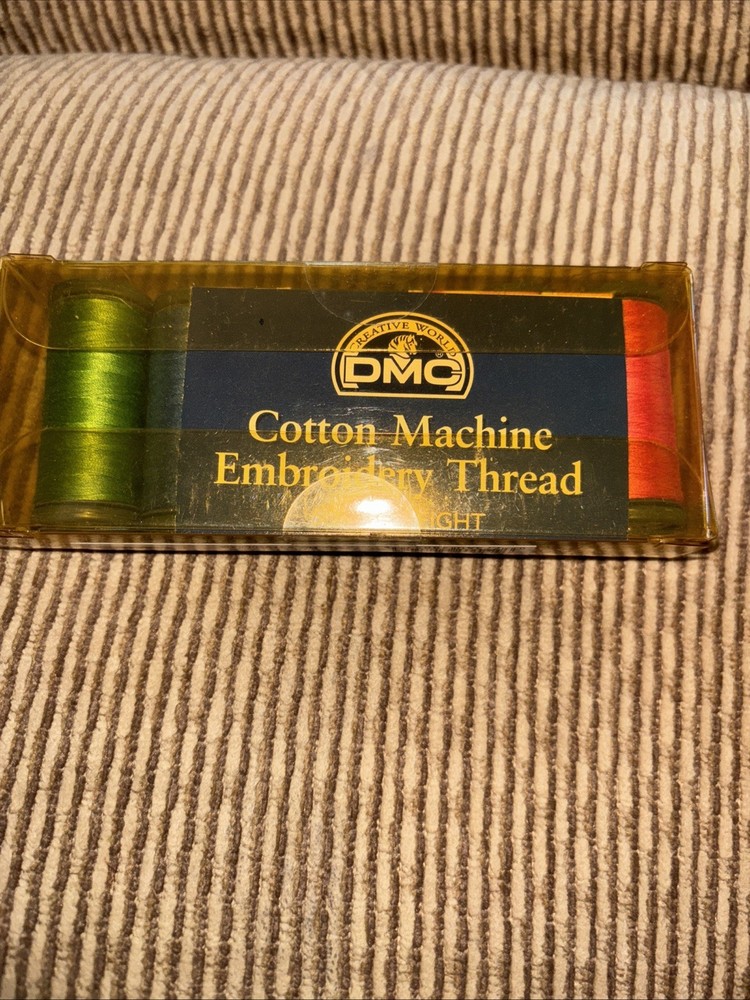 CREATIVE WORLD
DMC®
Cotton Machine
Embroidery Thread